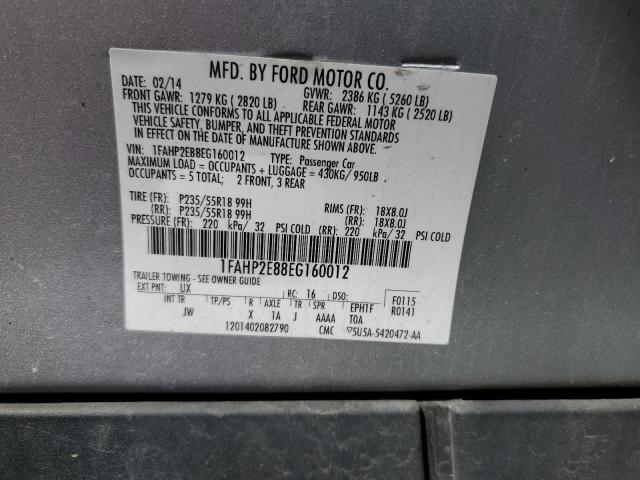 MFD. BY FORD MOTOR CO.
DATE: 02/14 GVWR: 2386 KG ( 5260 LB)
FRONT GAWR: 1279 KG ( 2820 LB) REAR GAWR: 1143 KG ( 2520 LB)
THIS VEHICLE CONFORMS TO ALL APPLICABLE FEDERAL MOTOR
VEHICLE SAFETY, BUMPER, AND THEFT PREVENTION STANDARDS
IN EFFECT ON THE DATE OF MANUFACTURE SHOWN ABOVE.
VIN: 1FAHP2E88EG160012 TYPE: Passenger Car
MAXIMUM LOAD = OCCUPANTS + LUGGAGE = 430KG/ 950LB
OCCUPANTS = 5 TOTAL; 2 FRONT, 3 REAR
TIRE (FR): P235/55R18 99H RIMS (FR): 18X8.0J
(RR): P235/55R18 99H (RR): 18X8.0J
PRESSURE (FR): 220 kPa/ 32 PSI COLD (RR): 220 kPa/ 32 PSI COLD
1FAHP2E88EG160012
TRAILER TOWING - SEE OWNER GUIDE
EXT PNT: UX RC: 16 DSO: F0115
INT TR TP/PS R AXLE TR SPR EPH1F R0141
JW X 1A J AAAA T0A
1201402082790 CMC ▽5U5A-5420472-AA